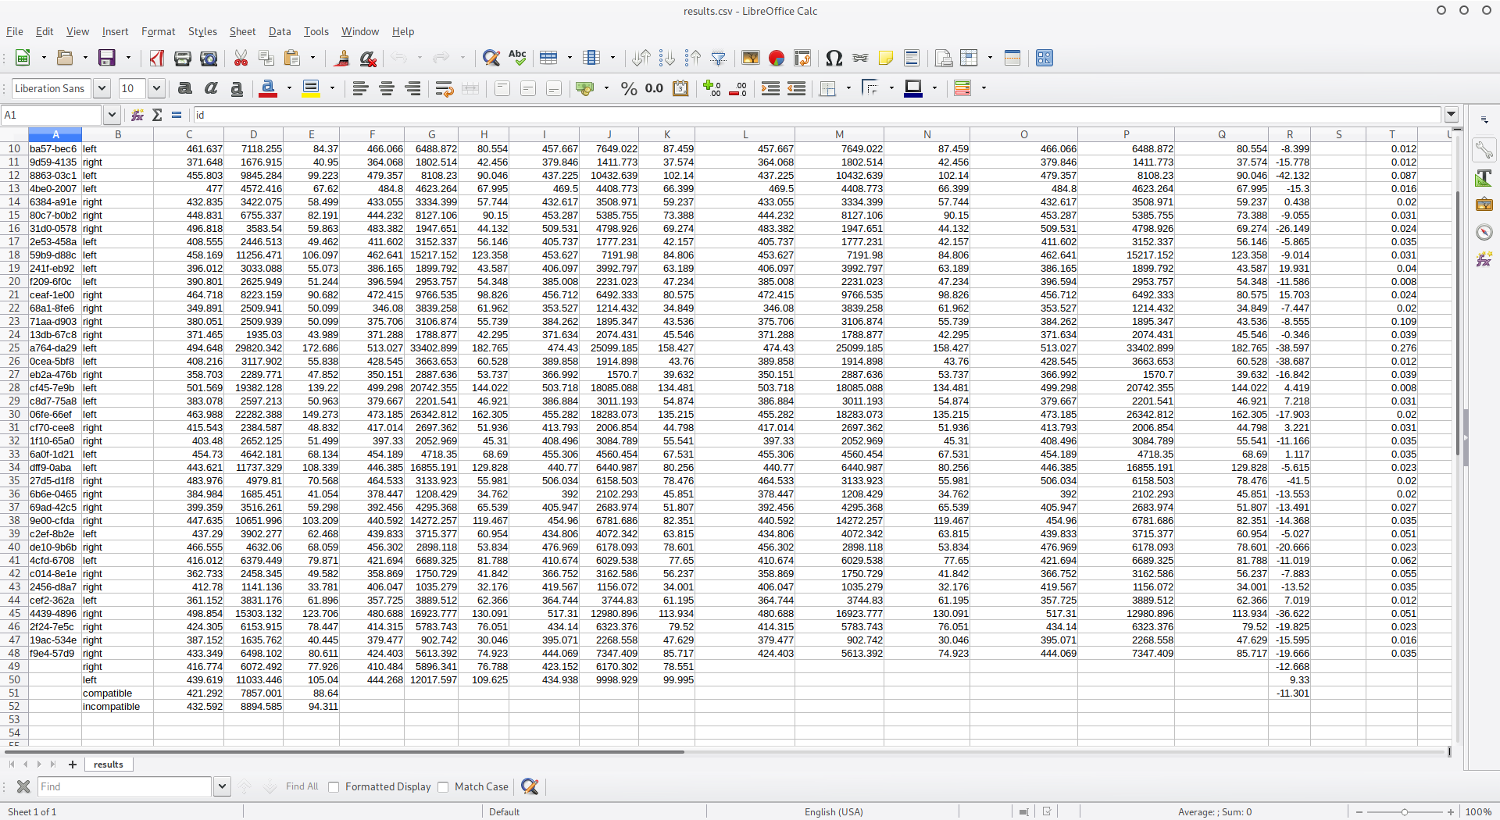 results.csv - LibreOffice Calc
File Edit View Insert Format Styles Sheet Data Tools Window Help
Liberation Sans 10 a a a % 0.0
A1 id
A B C D E F G H I J K L M N O P Q R S T
10 ba57-bec6 left 461.637 7118.255 84.37 466.066 6488.872 80.554 457.667 7649.022 87.459 457.667 7649.022 87.459 466.066 6488.872 80.554 -8.399 0.012
11 9d59-4135 right 371.648 1676.915 40.95 364.068 1802.514 42.456 379.846 1411.773 37.574 364.068 1802.514 42.456 379.846 1411.773 37.574 -15.778 0.012
12 8863-03c1 left 455.803 9845.284 99.223 479.357 8108.23 90.046 437.225 10432.639 102.14 437.225 10432.639 102.14 479.357 8108.23 90.046 -42.132 0.087
13 4be0-2007 left 477 4572.416 67.62 484.8 4623.264 67.995 469.5 4408.773 66.399 469.5 4408.773 66.399 484.8 4623.264 67.995 -15.3 0.016
14 6384-a91e right 432.835 3422.075 58.499 433.055 3334.399 57.744 432.617 3508.971 59.237 433.055 3334.399 57.744 432.617 3508.971 59.237 0.438 0.02
15 80c7-b0b2 right 448.831 6755.337 82.191 444.232 8127.106 90.15 453.287 5385.755 73.388 444.232 8127.106 90.15 453.287 5385.755 73.388 -9.055 0.031
16 31d0-0578 right 496.818 3583.54 59.863 483.382 1947.651 44.132 509.531 4798.926 69.274 483.382 1947.651 44.132 509.531 4798.926 69.274 -26.149 0.024
17 2e53-458a left 408.555 2446.513 49.462 411.602 3152.337 56.146 405.737 1777.231 42.157 405.737 1777.231 42.157 411.602 3152.337 56.146 -5.865 0.035
18 59b9-d88c left 458.169 11256.471 106.097 462.641 15217.152 123.358 453.627 7191.98 84.806 453.627 7191.98 84.806 462.641 15217.152 123.358 -9.014 0.031
19 241f-eb92 left 396.012 3033.088 55.073 386.165 1899.792 43.587 406.097 3992.797 63.189 406.097 3992.797 63.189 386.165 1899.792 43.587 19.931 0.04
20 f209-6f0c left 390.801 2625.949 51.244 396.594 2953.757 54.348 385.008 2231.023 47.234 385.008 2231.023 47.234 396.594 2953.757 54.348 -11.586 0.008
21 ceaf-1e00 right 464.718 8223.159 90.682 472.415 9766.535 98.826 456.712 6492.333 80.575 472.415 9766.535 98.826 456.712 6492.333 80.575 15.703 0.024
22 68a1-8fe6 right 349.891 2509.941 50.099 346.08 3839.258 61.962 353.527 1214.432 34.849 346.08 3839.258 61.962 353.527 1214.432 34.849 -7.447 0.02
23 71aa-d903 right 380.051 2509.939 50.099 375.706 3106.874 55.739 384.262 1895.347 43.536 375.706 3106.874 55.739 384.262 1895.347 43.536 -8.555 0.109
24 13db-67c8 right 371.465 1935.03 43.989 371.288 1788.877 42.295 371.634 2074.431 45.546 371.288 1788.877 42.295 371.634 2074.431 45.546 -0.346 0.039
25 a764-da29 left 494.648 29820.342 172.686 513.027 33402.899 182.765 474.43 25099.185 158.427 474.43 25099.185 158.427 513.027 33402.899 182.765 -38.597 0.276
26 0cea-5bf8 left 408.216 3117.902 55.838 428.545 3663.653 60.528 389.858 1914.898 43.76 389.858 1914.898 43.76 428.545 3663.653 60.528 -38.687 0.012
27 eb2a-476b right 358.703 2289.771 47.852 350.151 2887.636 53.737 366.992 1570.7 39.632 350.151 2887.636 53.737 366.992 1570.7 39.632 -16.842 0.039
28 cf45-7e9b left 501.569 19382.128 139.22 499.298 20742.355 144.022 503.718 18085.088 134.481 503.718 18085.088 134.481 499.298 20742.355 144.022 4.419 0.008
29 c8d7-75a8 left 383.078 2597.213 50.963 379.667 2201.541 46.921 386.884 3011.193 54.874 386.884 3011.193 54.874 379.667 2201.541 46.921 7.218 0.031
30 06fe-66ef left 463.988 22282.388 149.273 473.185 26342.812 162.305 455.282 18283.073 135.215 455.282 18283.073 135.215 473.185 26342.812 162.305 -17.903 0.02
31 cf70-cee8 right 415.543 2384.587 48.832 417.014 2697.362 51.936 413.793 2006.854 44.798 417.014 2697.362 51.936 413.793 2006.854 44.798 3.221 0.031
32 1f10-65a0 right 403.48 2652.125 51.499 397.33 2052.969 45.31 408.496 3084.789 55.541 397.33 2052.969 45.31 408.496 3084.789 55.541 -11.166 0.035
33 6a0f-1d21 left 454.73 4642.181 68.134 454.189 4718.35 68.69 455.306 4560.454 67.531 455.306 4560.454 67.531 454.189 4718.35 68.69 1.117 0.035
34 dff9-0aba left 443.621 11737.329 108.339 446.385 16855.191 129.828 440.77 6440.987 80.256 440.77 6440.987 80.256 446.385 16855.191 129.828 -5.615 0.023
35 27d5-d1f8 right 483.976 4979.81 70.568 464.533 3133.923 55.981 506.034 6158.503 78.476 464.533 3133.923 55.981 506.034 6158.503 78.476 -41.5 0.02
36 6b6e-0465 right 384.984 1685.451 41.054 378.447 1208.429 34.762 392 2102.293 45.851 378.447 1208.429 34.762 392 2102.293 45.851 -13.553 0.02
37 69ad-42c5 right 399.359 3516.261 59.298 392.456 4295.368 65.539 405.947 2683.974 51.807 392.456 4295.368 65.539 405.947 2683.974 51.807 -13.491 0.027
38 9e00-cfda right 447.635 10651.996 103.209 440.592 14272.257 119.467 454.96 6781.686 82.351 440.592 14272.257 119.467 454.96 6781.686 82.351 -14.368 0.035
39 c2ef-8b2e left 437.29 3902.277 62.468 439.833 3715.377 60.954 434.806 4072.342 63.815 434.806 4072.342 63.815 439.833 3715.377 60.954 -5.027 0.051
40 de10-9b6b right 466.555 4632.06 68.059 456.302 2898.118 53.834 476.969 6178.093 78.601 456.302 2898.118 53.834 476.969 6178.093 78.601 -20.666 0.023
41 4cfd-6708 left 416.012 6379.449 79.871 421.694 6689.325 81.788 410.674 6029.538 77.65 410.674 6029.538 77.65 421.694 6689.325 81.788 -11.019 0.062
42 c014-8e1e right 362.733 2458.345 49.582 358.869 1750.729 41.842 366.752 3162.586 56.237 358.869 1750.729 41.842 366.752 3162.586 56.237 -7.883 0.055
43 2456-d8a7 right 412.78 1141.136 33.781 406.047 1035.279 32.176 419.567 1156.072 34.001 406.047 1035.279 32.176 419.567 1156.072 34.001 -13.52 0.035
44 cef2-362a left 361.152 3831.176 61.896 357.725 3889.512 62.366 364.744 3744.83 61.195 364.744 3744.83 61.195 357.725 3889.512 62.366 7.019 0.012
45 4439-4896 right 498.854 15303.132 123.706 480.688 16923.777 130.091 517.31 12980.896 113.934 480.688 16923.777 130.091 517.31 12980.896 113.934 -36.622 0.051
46 2f24-7e5c right 424.305 6153.915 78.447 414.315 5783.743 76.051 434.14 6323.376 79.52 414.315 5783.743 76.051 434.14 6323.376 79.52 -19.825 0.023
47 19ac-534e right 387.152 1635.762 40.445 379.477 902.742 30.046 395.071 2268.558 47.629 379.477 902.742 30.046 395.071 2268.558 47.629 -15.595 0.016
48 f9e4-57d9 right 433.349 6498.102 80.611 424.403 5613.392 74.923 444.069 7347.409 85.717 424.403 5613.392 74.923 444.069 7347.409 85.717 -19.666 0.035
49 right 416.774 6072.492 77.926 410.484 5896.341 76.788 423.152 6170.302 78.551 -12.668
50 left 439.619 11033.446 105.04 444.268 12017.597 109.625 434.938 9998.929 99.995 9.33
51 compatible 421.292 7857.001 88.64 -11.301
52 incompatible 432.592 8894.585 94.311
53
54
55
results
Find Find All Formatted Display Match Case
Sheet 1 of 1 Default English (USA) Average: ; Sum: 0 100%